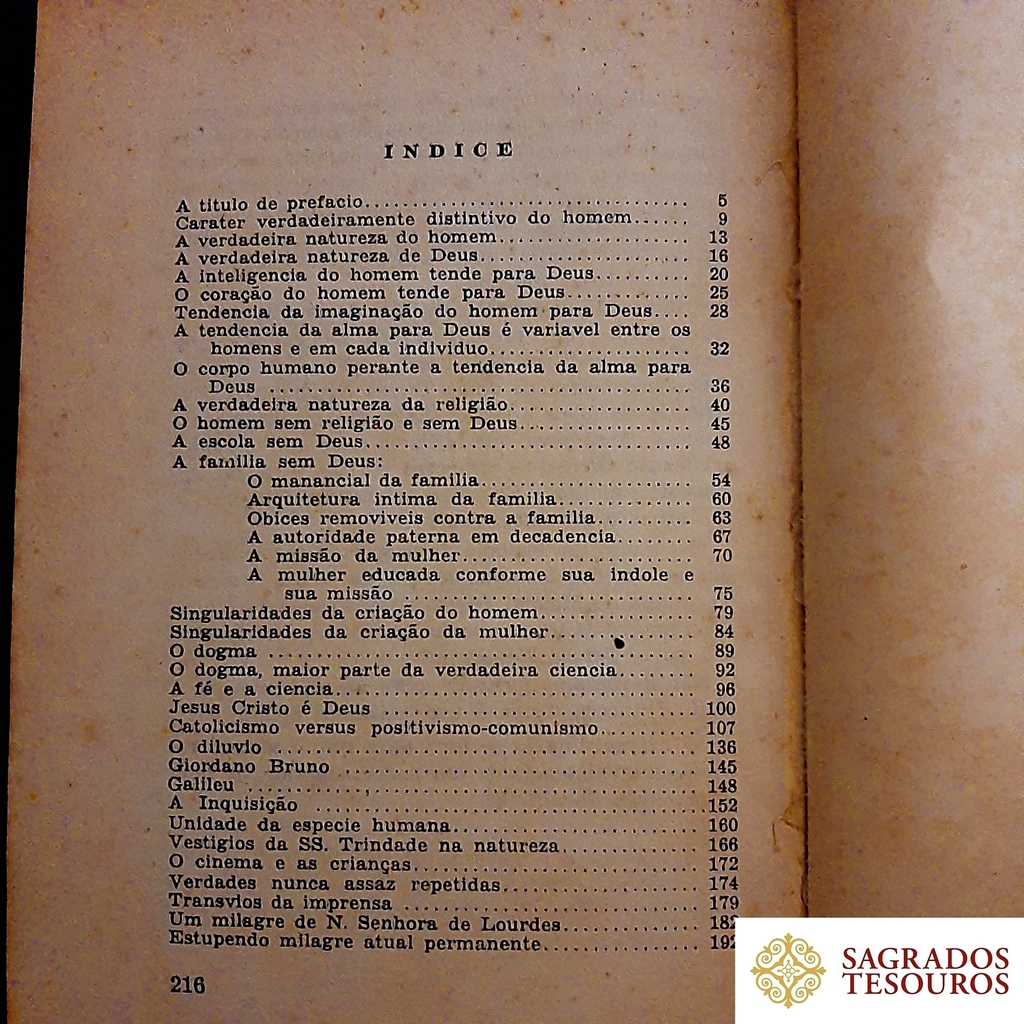 INDICE
A titulo de prefacio.................................. 5
Carater verdadeiramente distintivo do homem...... 9
A verdadeira natureza do homem.................... 13
A verdadeira natureza de Deus...................... 16
A inteligencia do homem tende para Deus.......... 20
O coração do homem tende para Deus............. 25
Tendencia da imaginação do homem para Deus.... 28
A tendencia da alma para Deus é variavel entre os
homens e em cada individuo..................... 32
O corpo humano perante a tendencia da alma para
Deus ............................................. 36
A verdadeira natureza da religião................... 40
O homem sem religião e sem Deus.................. 45
A escola sem Deus.................................. 48
A familia sem Deus:
O manancial da familia....................... 54
Arquitetura intima da familia.............. 60
Obices removiveis contra a familia.......... 63
A autoridade paterna em decadencia........ 67
A missão da mulher......................... 70
A mulher educada conforme sua indole e
sua missão ............................... 75
Singularidades da criação do homem................ 79
Singularidades da criação da mulher............... 84
O dogma ............................................. 89
O dogma, maior parte da verdadeira ciencia........ 92
A fé e a ciencia..................................... 96
Jesus Cristo é Deus ................................ 100
Catolicismo versus positivismo-comunismo.......... 107
O diluvio ........................................... 136
Giordano Bruno .................................... 145
Galileu .............................................. 148
A Inquisição ........................................ 152
Unidade da especie humana......................... 160
Vestigios da SS. Trindade na natureza.............. 166
O cinema e as crianças.............................. 172
Verdades nunca assaz repetidas.................... 174
Transvios da imprensa .............................. 179
Um milagre de N. Senhora de Lourdes.............. 182
Estupendo milagre atual permanente................ 192
216
SAGRADOS
TESOUROS